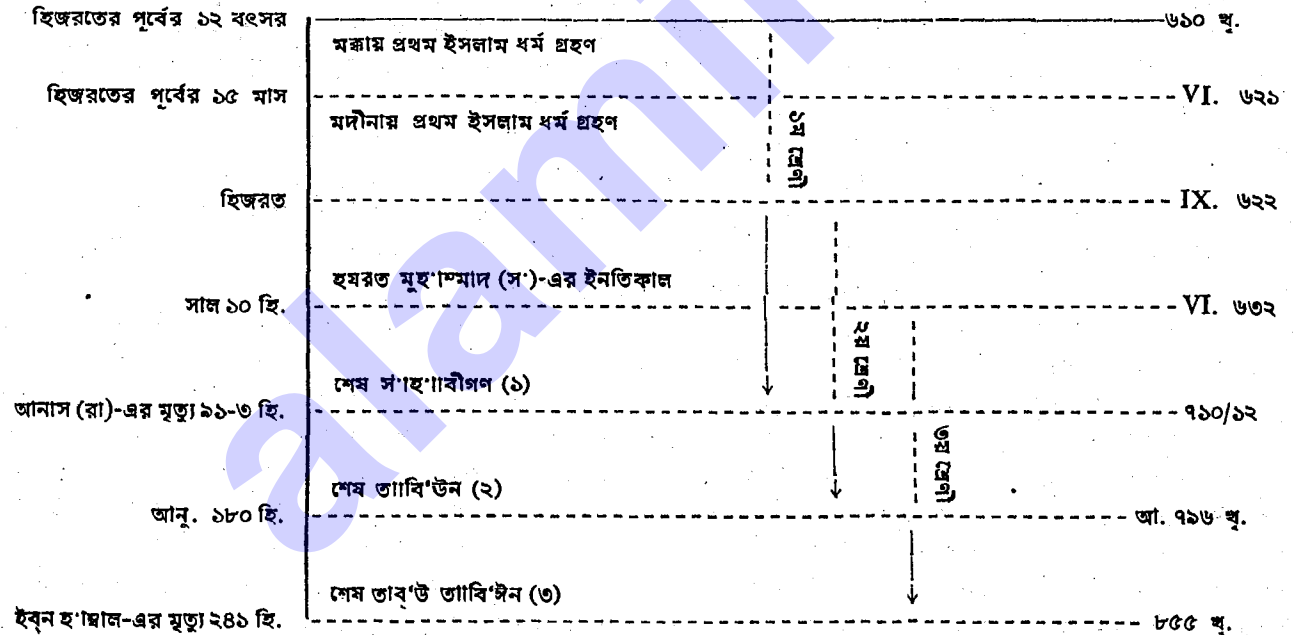 হিজরতের পূর্বের ১২ বৎসর ৬১০ খৃ.
মক্কায় প্রথম ইসলাম ধর্ম গ্রহণ
হিজরতের পূর্বের ১৫ মাস VI. ৬২১
মদীনায় প্রথম ইসলাম ধর্ম গ্রহণ
১ম শ্রেণী
হিজরত IX. ৬২২
হযরত মুহ'াম্মাদ (স')-এর ইনতিকাল
সাল ১০ হি. VI. ৬৩২
২য় শ্রেণী
শেষ স'াহ'াবীগণ (১)
আনাস (রা)-এর মৃত্যু ৯১-৩ হি. ৭১০/১২
৩য় শ্রেণী
শেষ তাাবি'উন (২)
আনু. ১৮০ হি. আ. ৭৯৬ খৃ.
শেষ তাব্'উ তাাবি'ঈন (৩)
ইব্‌ন হ'াম্বাল-এর মৃত্যু ২৪১ হি. ৮৫৫ খৃ.
alami